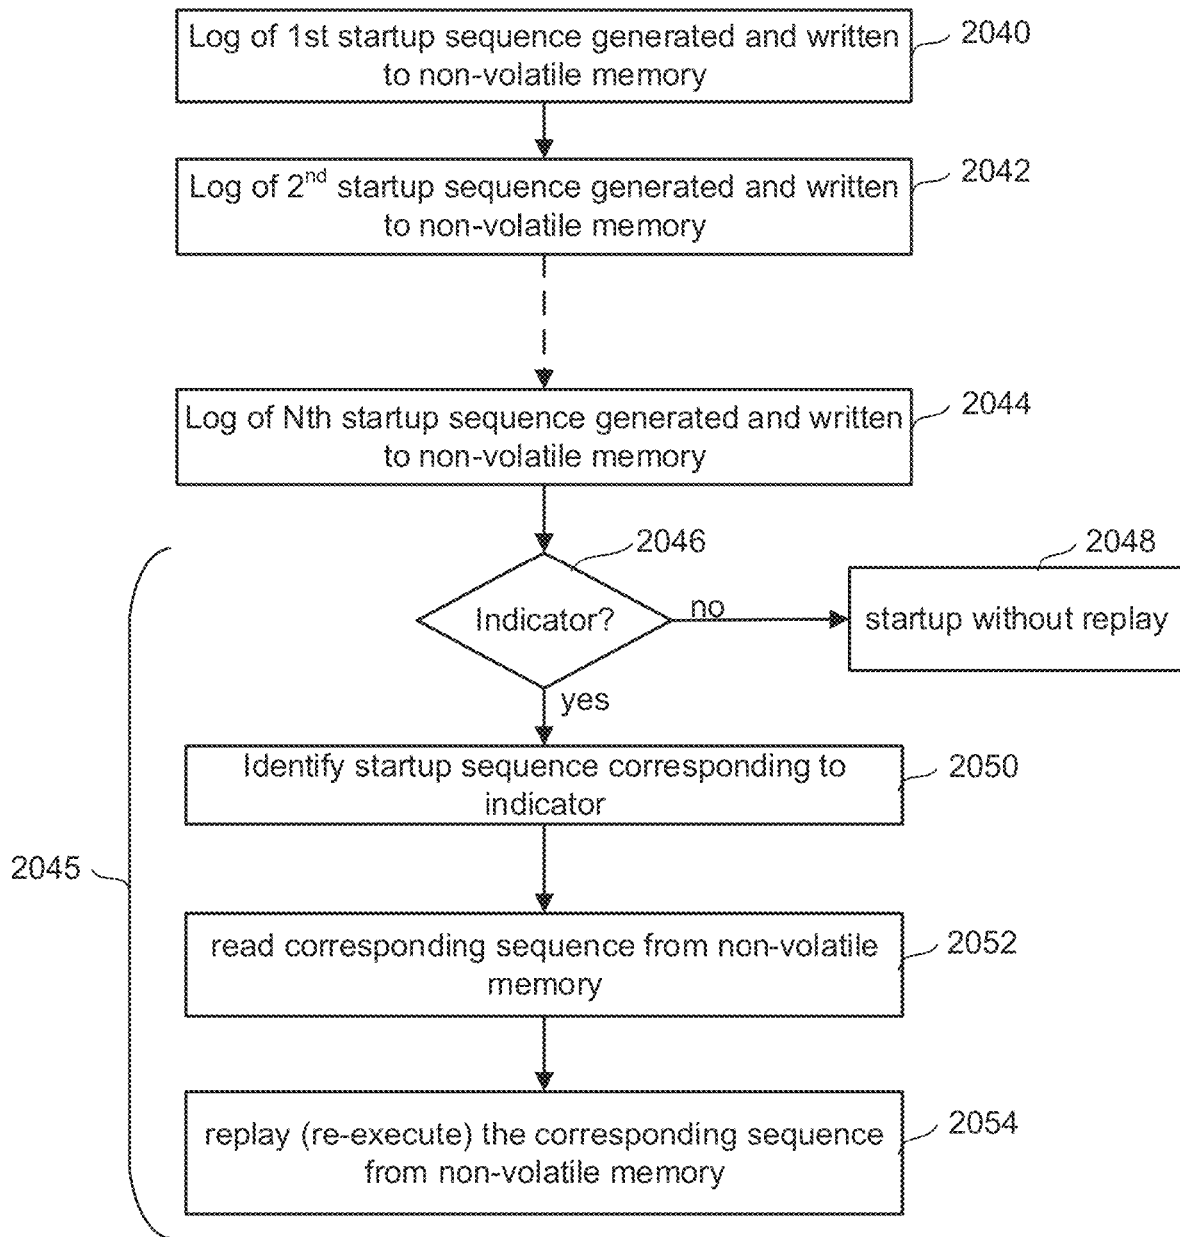 Log of 1st startup sequence generated and written
to non-volatile memory
2040
Log of 2nd startup sequence generated and written
to non-volatile memory
2042
Log of Nth startup sequence generated and written
to non-volatile memory
2044
2046
Indicator?
no
2048
startup without replay
yes
Identify startup sequence corresponding to
indicator
2050
2045
read corresponding sequence from non-volatile
memory
2052
replay (re-execute) the corresponding sequence
from non-volatile memory
2054